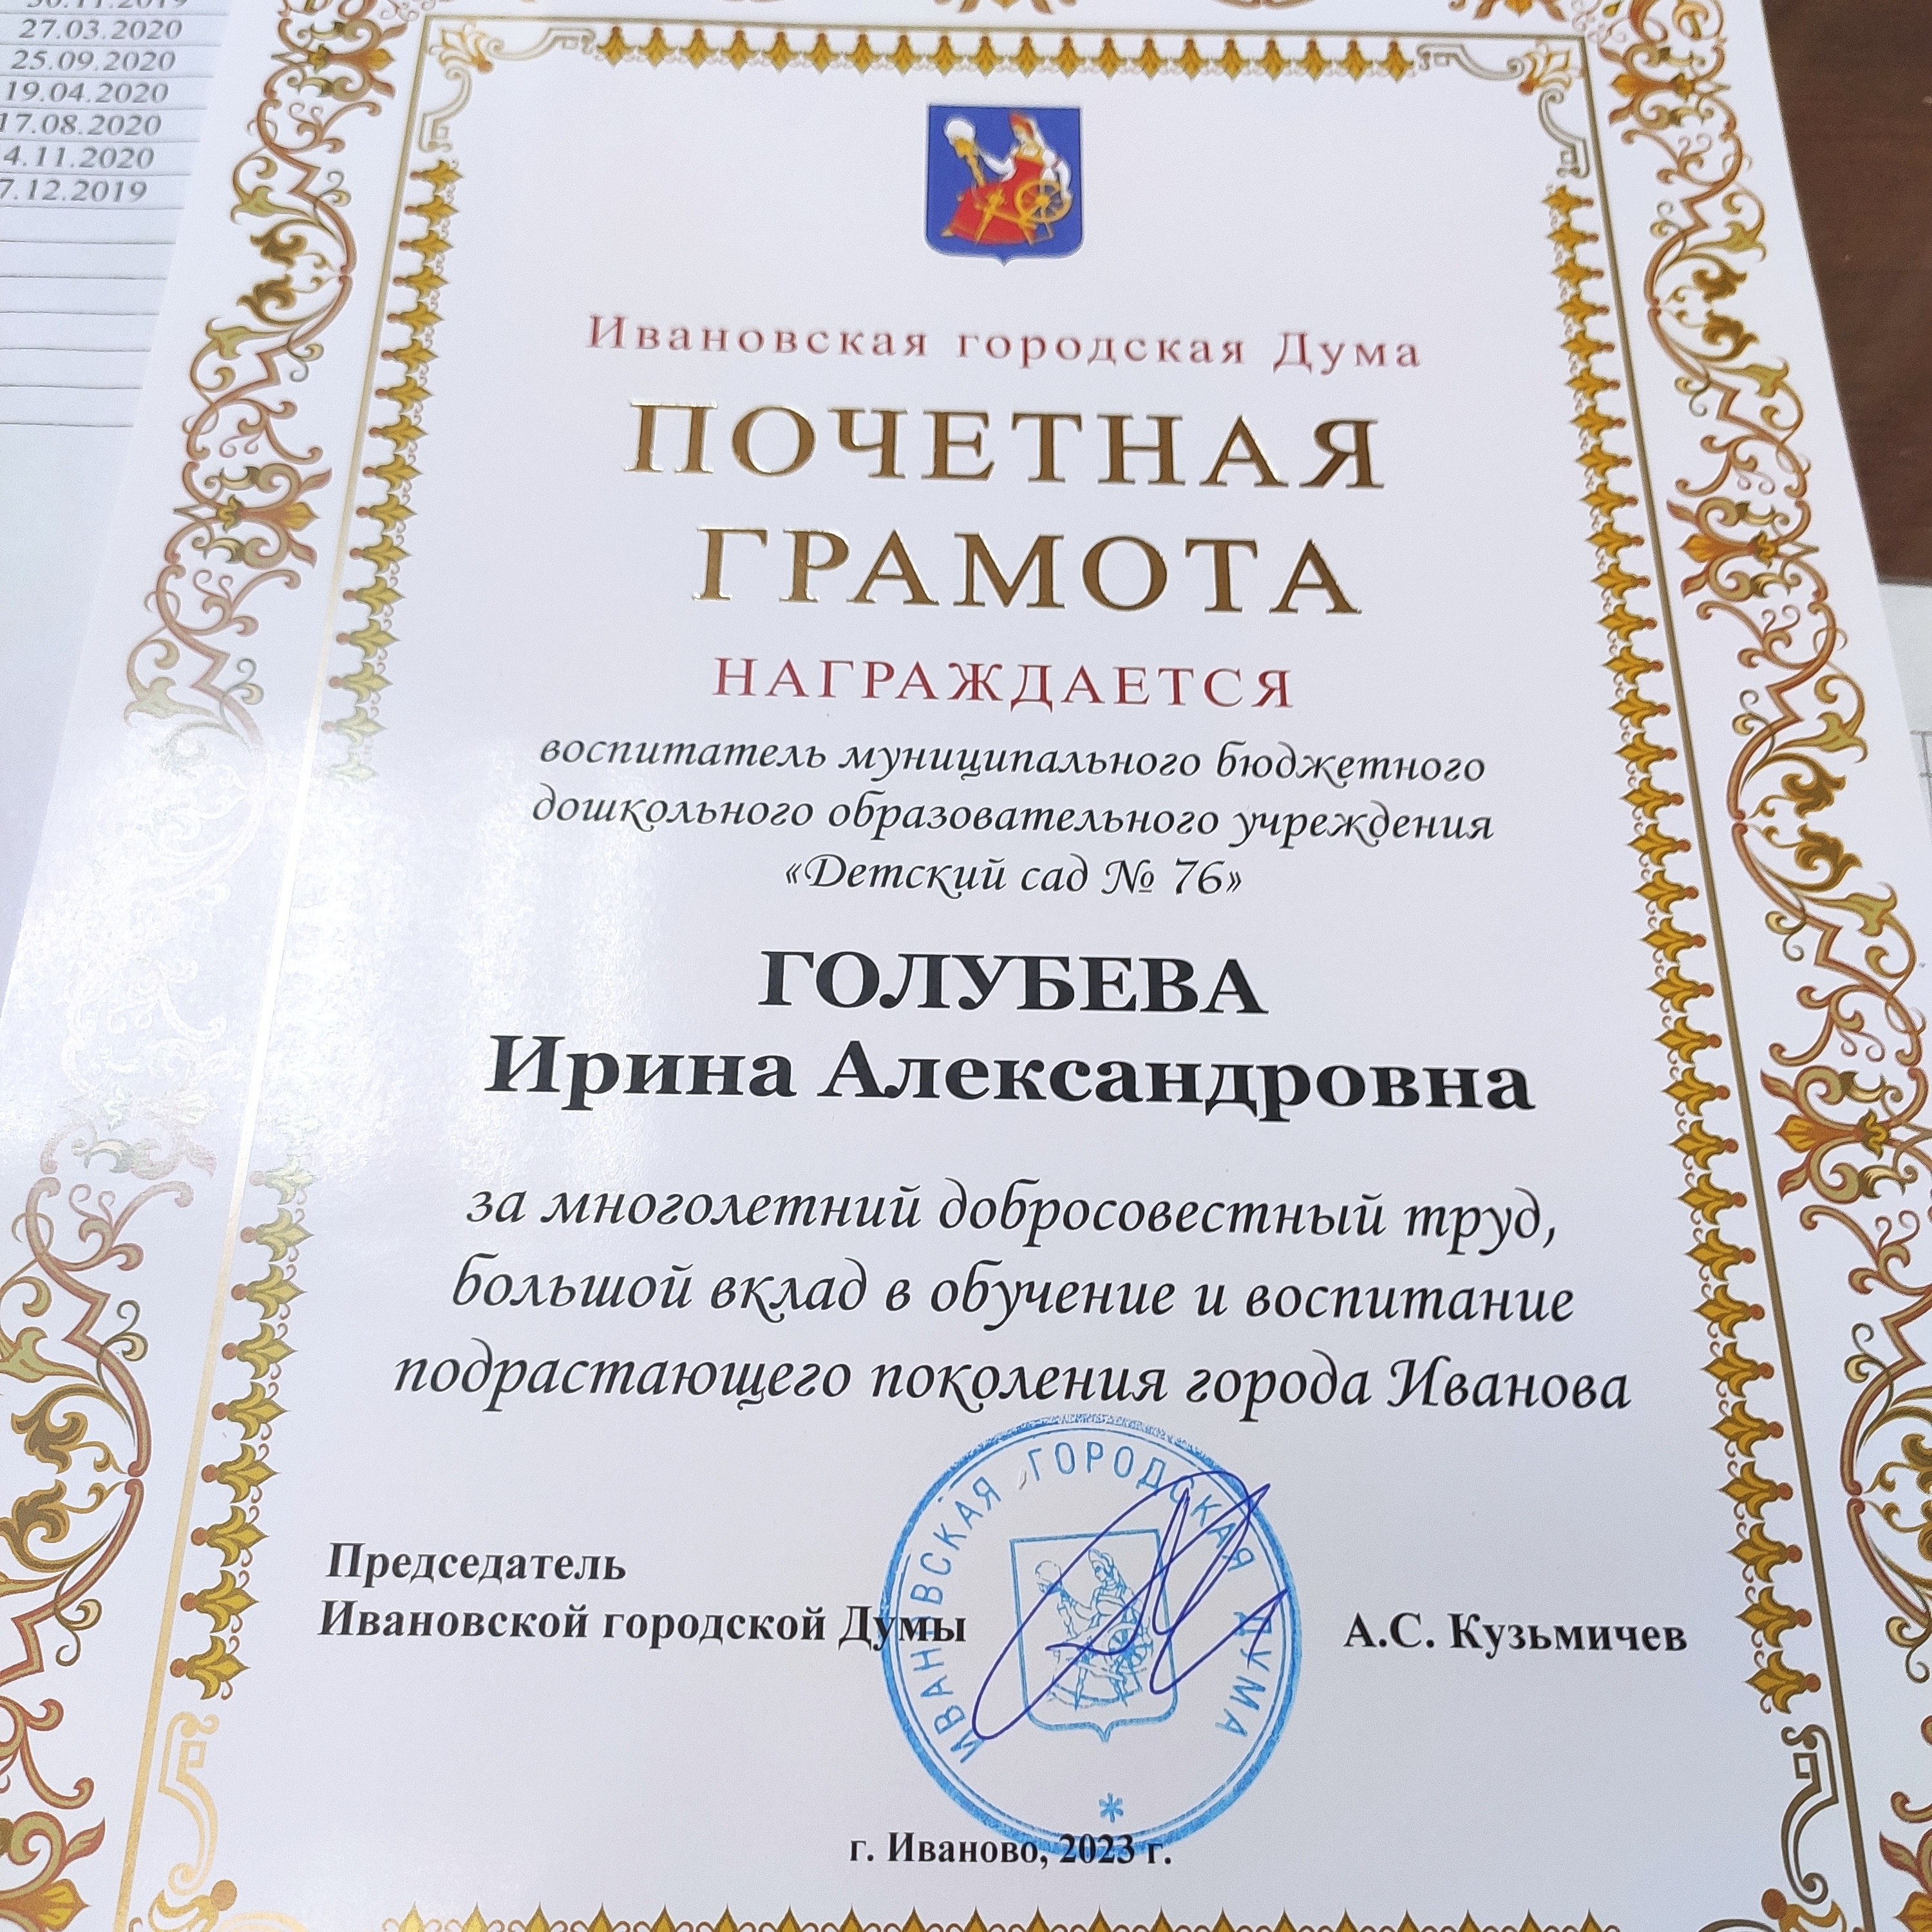 27.03.2020
25.09.2020
19.04.2020
17.08.2020
4.11.2020
7.12.2019
Ивановская городская Дума
ПОЧЕТНАЯ
ГРАМОТА
НАГРАЖДАЕТСЯ
воспитатель муниципального бюджетного
дошкольного образовательного учреждения
«Детский сад № 76»
ГОЛУБЕВА
Ирина Александровна
за многолетний добросовестный труд,
большой вклад в обучение и воспитание
подрастающего поколения города Иванова
Председатель
Ивановской городской Думы
А.С. Кузьмичев
ИВАНОВСКАЯ ГОРОДСКАЯ ДУМА
г. Иваново, 2023 г.